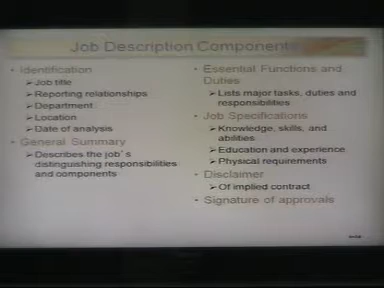 Job Description Components
• Identification
➢Job title
➢Reporting relationships
➢Department
➢Location
➢Date of analysis
• General Summary
➢Describes the job's
distinguishing responsibilities
and components
• Essential Functions and
Duties
➢Lists major tasks, duties and
responsibilities
• Job Specifications
➢Knowledge, skills, and
abilities
➢Education and experience
➢Physical requirements
• Disclaimer
➢Of implied contract
• Signature of approvals